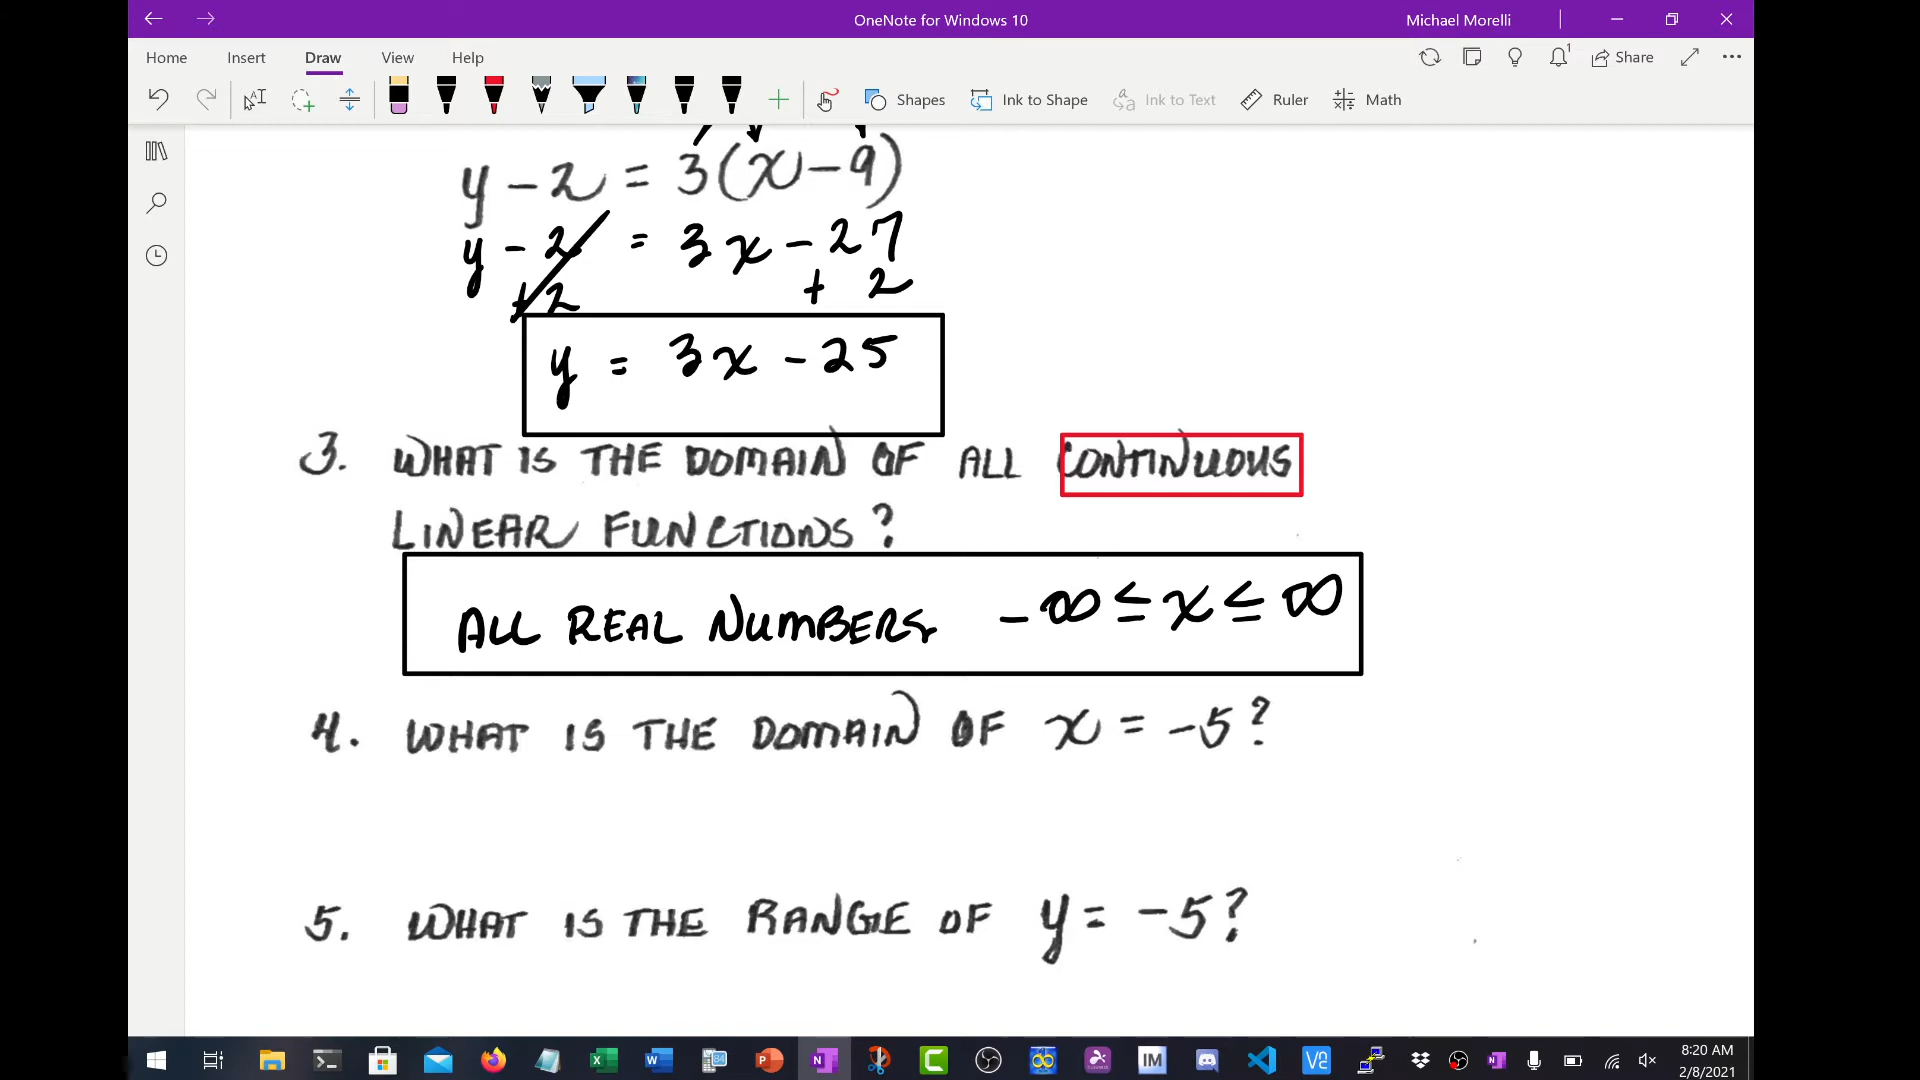 OneNote for Windows 10
Michael Morelli
Home Insert Draw View Help
1 Share
Shapes Ink to Shape Ink to Text Ruler Math
y - 2 = 3(x - 9)
y - 2 = 3x - 27
+ 2 + 2
y = 3x - 25
3. WHAT IS THE DOMAIN OF ALL CONTINUOUS
LINEAR FUNCTIONS?
ALL REAL NUMBERS -∞ ≤ x ≤ ∞
4. WHAT IS THE DOMAIN OF x = -5?
5. WHAT IS THE RANGE OF y = -5?
8:20 AM
2/8/2021